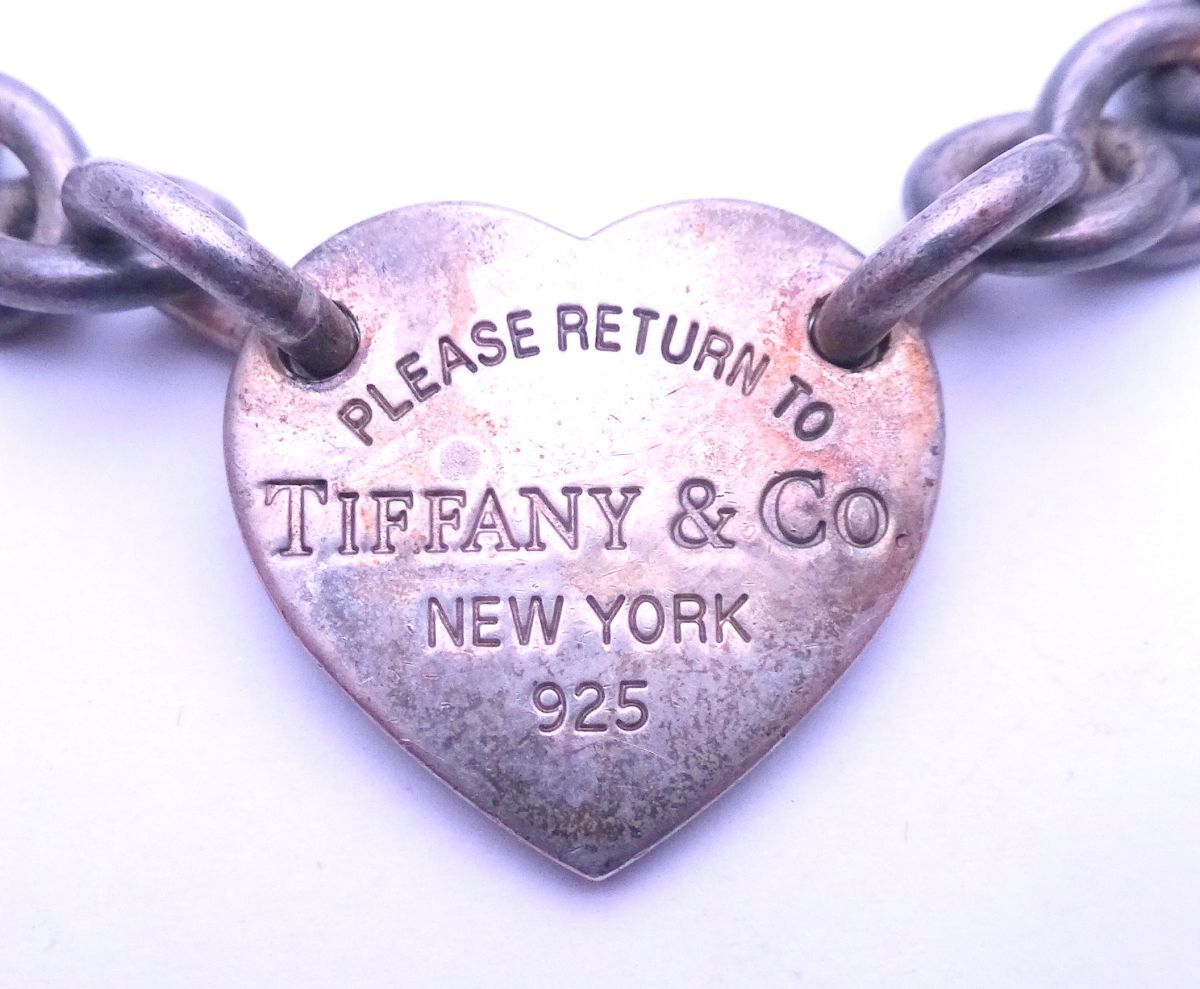 PLEASE RETURN TO
TIFFANY & CO
NEW YORK
925